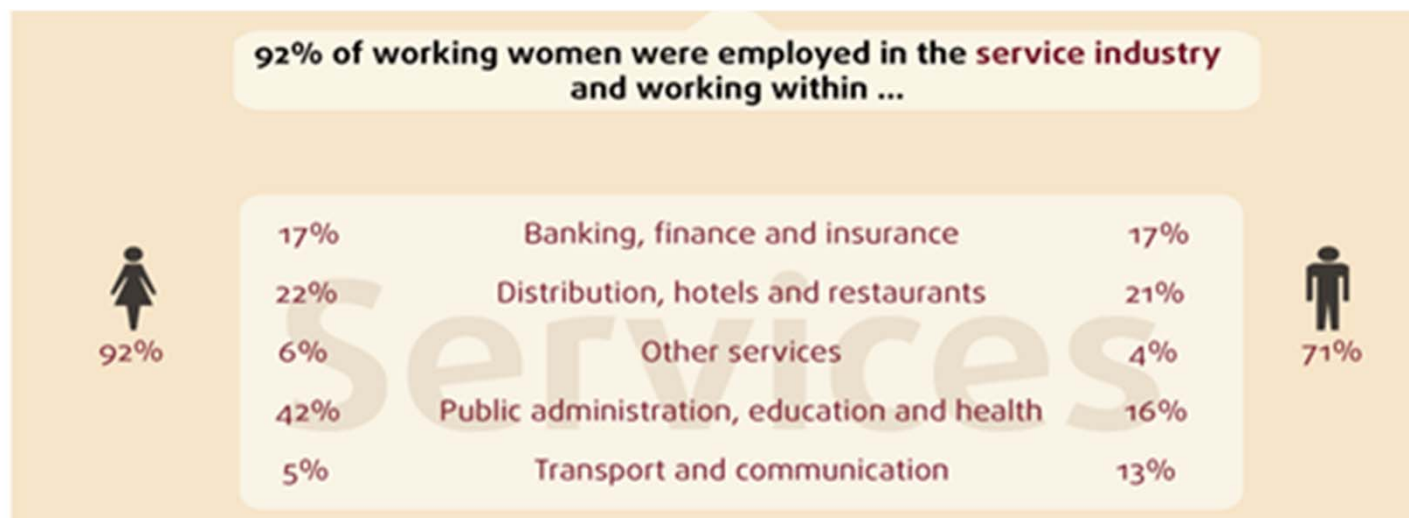 92% of working women were employed in the service industry
and working within ...
17% Banking, finance and insurance 17%
22% Distribution, hotels and restaurants 21%
92% 6% Other services 4% 71%
42% Public administration, education and health 16%
5% Transport and communication 13%
Services